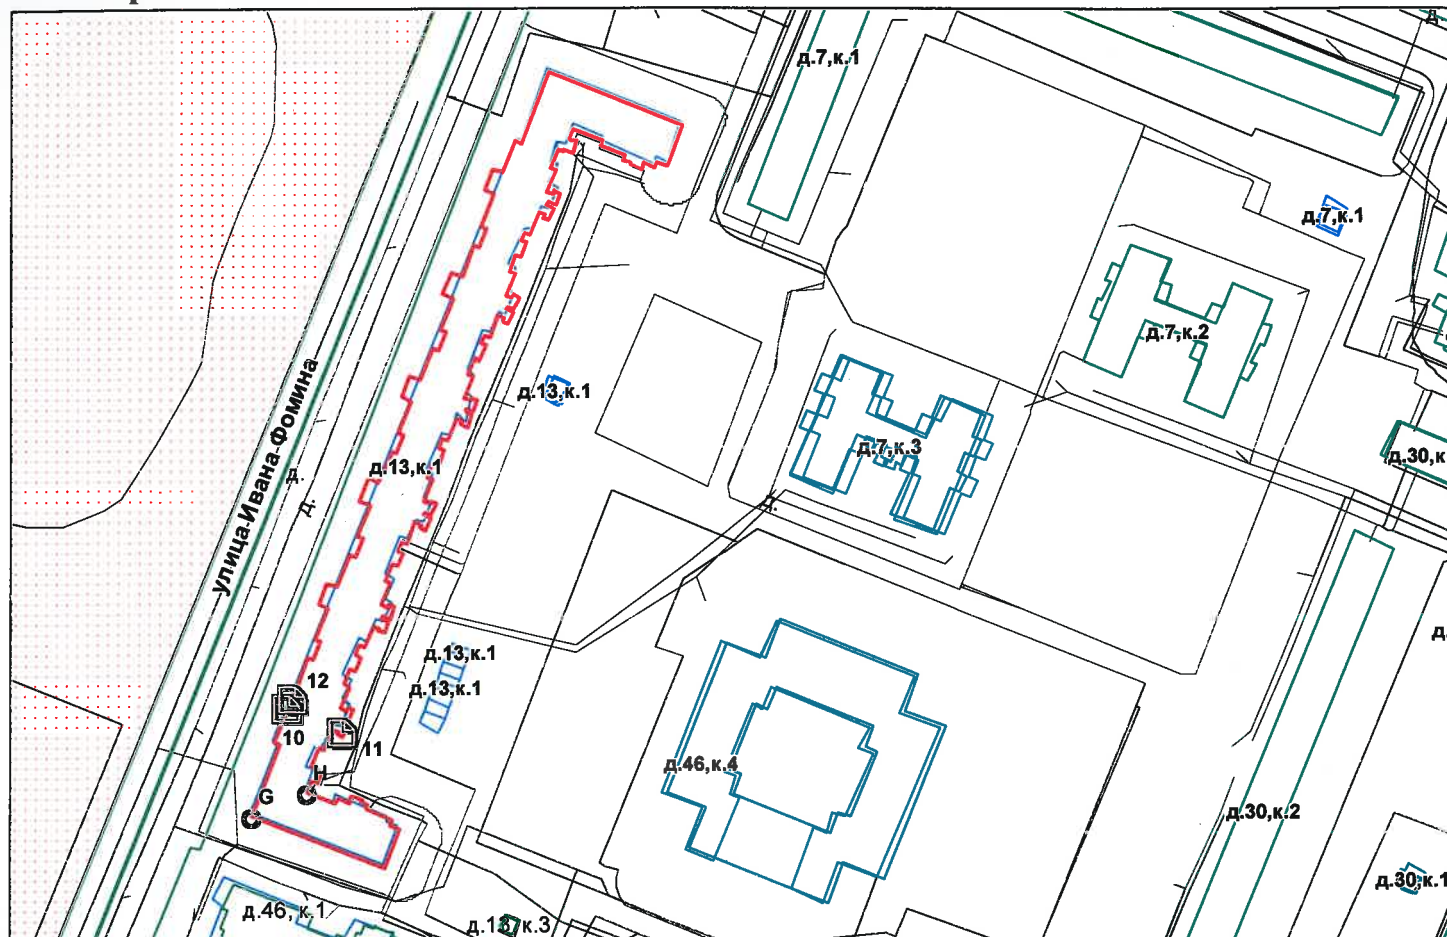 д.7,к.1
Д
д,7,к.1
д.7,к.2
д.13,к.1
улица-Ивана-Фомина
д.7,к.3
д.30,к
д.13,к.1
д.
д.
д.
д.
д.13,к.1
д.13,к.1
12
10
11
д.46,к.4
H
G
д.30,к.2
д.30,к.1
д.46, к.1
д.13, к.3